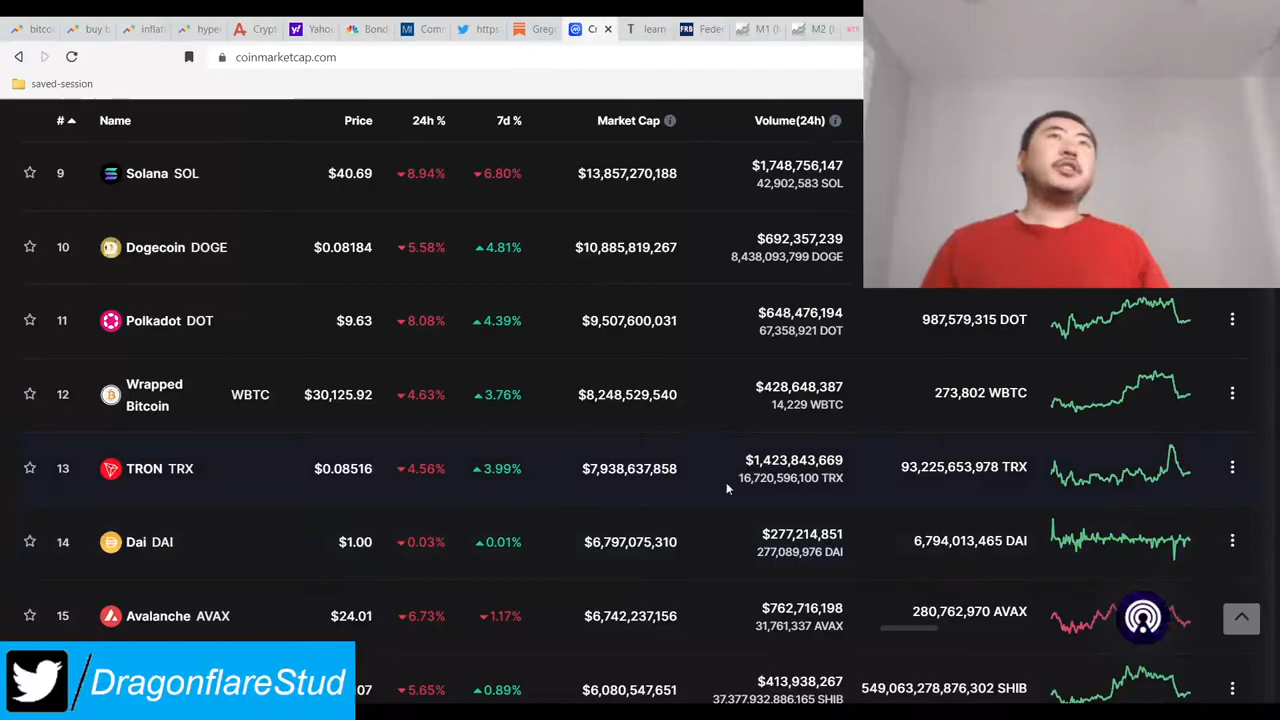 bitco
buy b
inflat
hyper
Crypt
Yahoo
Bond
Comm
https
Greg
learn
Feder
M1 (
M2 (
coinmarketcap.com
saved-session
# Name Price 24h % 7d % Market Cap Volume(24h)
9 Solana SOL $40.69 8.94% 6.80% $13,857,270,188 $1,748,756,147
42,902,583 SOL
10 Dogecoin DOGE $0.08184 5.58% 4.81% $10,885,819,267 $692,357,239
8,438,093,799 DOGE
11 Polkadot DOT $9.63 8.08% 4.39% $9,507,600,031 $648,476,194 987,579,315 DOT
67,358,921 DOT
12 Wrapped Bitcoin WBTC $30,125.92 4.63% 3.76% $8,248,529,540 $428,648,387 273,802 WBTC
14,229 WBTC
13 TRON TRX $0.08516 4.56% 3.99% $7,938,637,858 $1,423,843,669 93,225,653,978 TRX
16,720,596,100 TRX
14 Dai DAI $1.00 0.03% 0.01% $6,797,075,310 $277,214,851 6,794,013,465 DAI
277,089,976 DAI
15 Avalanche AVAX $24.01 6.73% 1.17% $6,742,237,156 $762,716,198 280,762,970 AVAX
31,761,337 AVAX
07 5.65% 0.89% $6,080,547,651 $413,938,267 549,063,278,876,302 SHIB
37,377,932,886,165 SHIB
DragonflareStud